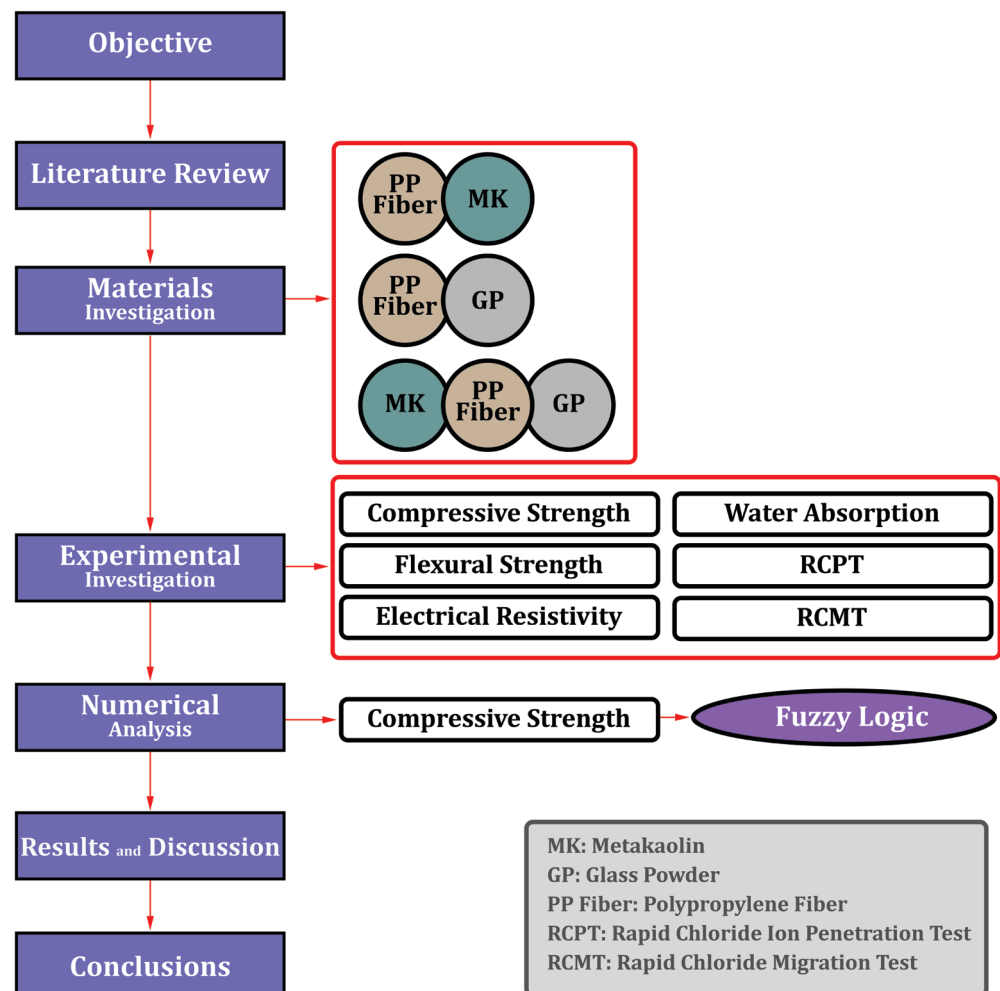 Objective
Literature Review
PP
Fiber
MK
Materials
Investigation
PP
Fiber
GP
MK
PP
Fiber
GP
Compressive Strength
Water Absorption
Experimental
Investigation
Flexural Strength
RCPT
Electrical Resistivity
RCMT
Numerical
Analysis
Compressive Strength
Fuzzy Logic
Results and Discussion
MK: Metakaolin
GP: Glass Powder
PP Fiber: Polypropylene Fiber
RCPT: Rapid Chloride Ion Penetration Test
RCMT: Rapid Chloride Migration Test
Conclusions